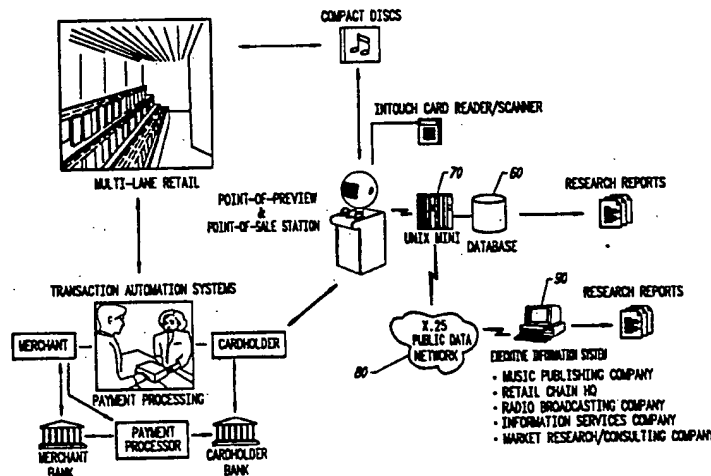 COMPACT DISCS
INTOUCH CARD READER/SCANNER
MULTI-LANE RETAIL
POINT-OF-PREVIEW
&
POINT-OF-SALE STATION
70
60
UNIX MINI
DATABASE
RESEARCH REPORTS
TRANSACTION AUTOMATION SYSTEMS
MERCHANT
CARDHOLDER
PAYMENT PROCESSING
MERCHANT
BANK
PAYMENT
PROCESSOR
CARDHOLDER
BANK
X.25
PUBLIC DATA
NETWORK
80
90
RESEARCH REPORTS
EXECUTIVE INFORMATION SYSTEM
• MUSIC PUBLISHING COMPANY
• RETAIL CHAIN HQ
• RADIO BROADCASTING COMPANY
• INFORMATION SERVICES COMPANY
• MARKET RESEARCH/CONSULTING COMPANY